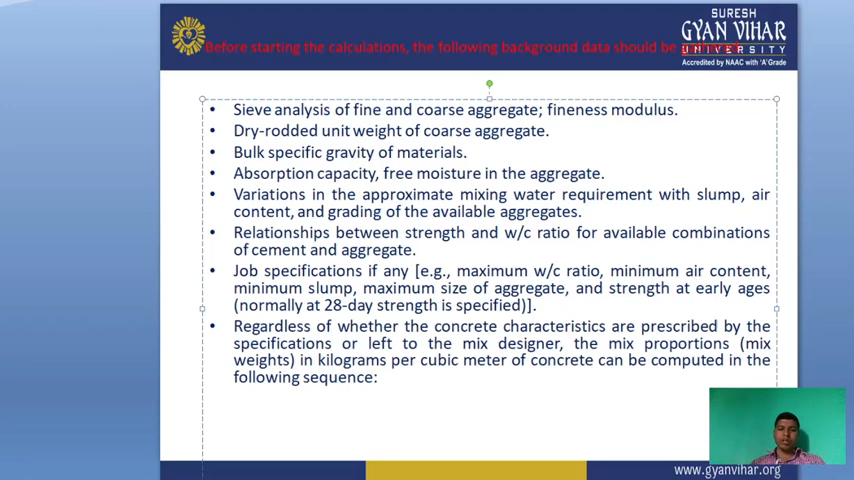 SURESH
GYAN VIHAR
UNIVERSITY
Accredited by NAAC with 'A' Grade
Before starting the calculations, the following background data should be
• Sieve analysis of fine and coarse aggregate; fineness modulus.
• Dry-rodded unit weight of coarse aggregate.
• Bulk specific gravity of materials.
• Absorption capacity, free moisture in the aggregate.
• Variations in the approximate mixing water requirement with slump, air
content, and grading of the available aggregates.
• Relationships between strength and w/c ratio for available combinations
of cement and aggregate.
• Job specifications if any [e.g., maximum w/c ratio, minimum air content,
minimum slump, maximum size of aggregate, and strength at early ages
(normally at 28-day strength is specified)].
• Regardless of whether the concrete characteristics are prescribed by the
specifications or left to the mix designer, the mix proportions (mix
weights) in kilograms per cubic meter of concrete can be computed in the
following sequence:
www.gyanvihar.org